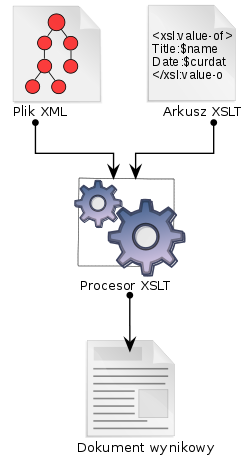 <xsl:value-of>
Title:$name
Date:$curdat
</xsl:value-o
Plik XML
Arkusz XSLT
Procesor XSLT
Dokument wynikowy